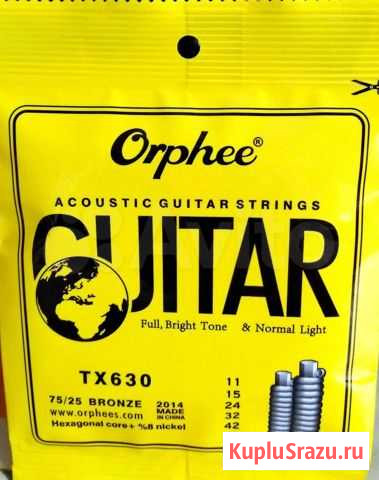 Orphee®
ACOUSTIC GUITAR STRINGS
GUITAR
Full, Bright Tone & Normal Light
TX630
75/25 BRONZE
www.orphees.com
Hexagonal core+ %8 nickel
2014
MADE
IN CHINA
11
15
24
32
42
KupluSrazu.ru